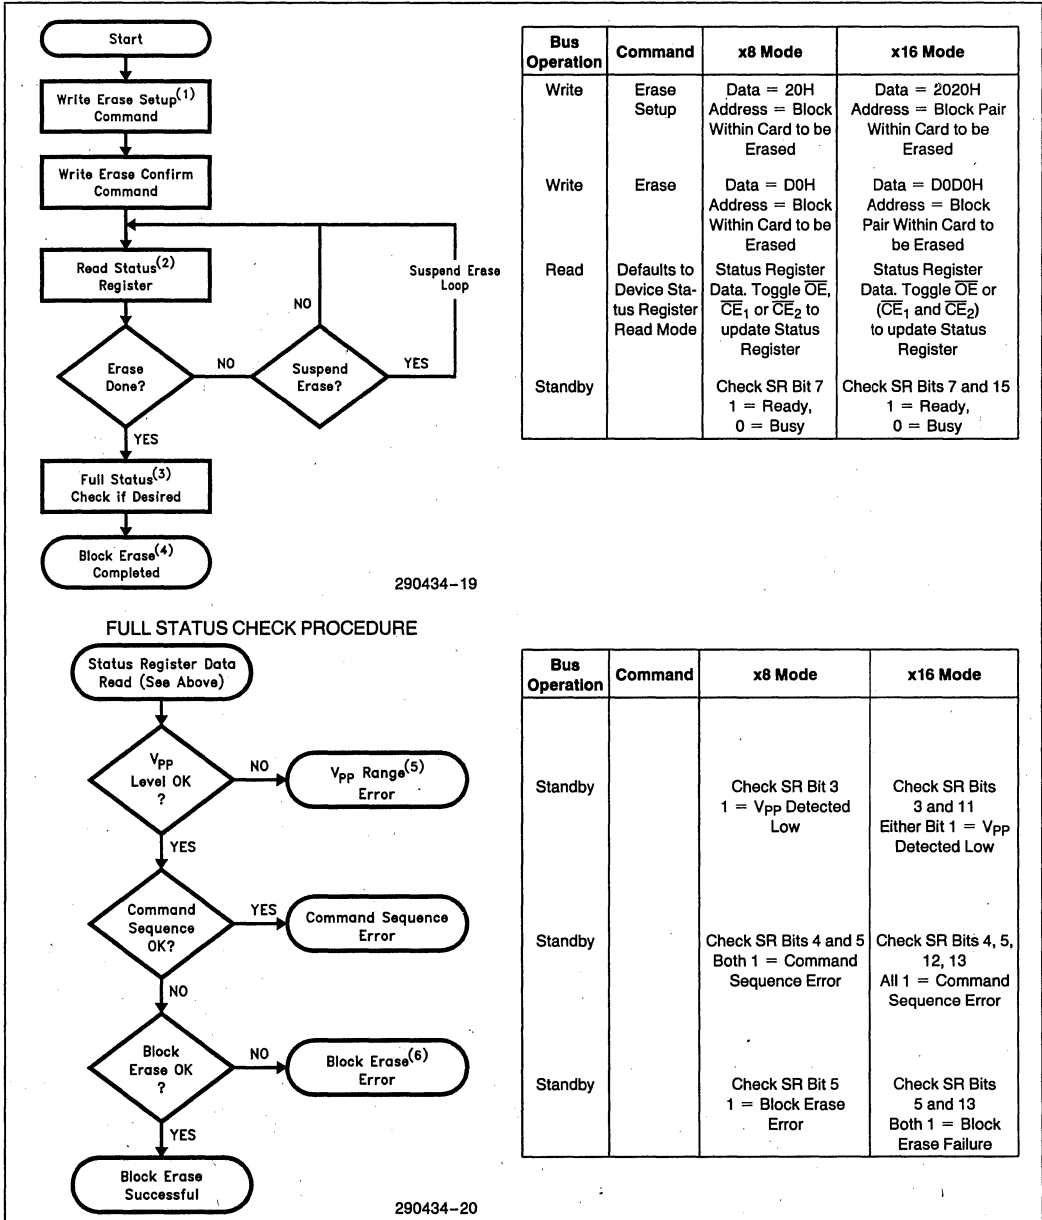 Start
Write Erase Setup(1)
Command
Write Erase Confirm
Command
Read Status(2)
Register
Suspend Erase
Loop
NO
Erase
Done?
NO
Suspend
Erase?
YES
YES
Full Status(3)
Check if Desired
Block Erase(4)
Completed
290434-19
Bus
Operation
Command
x8 Mode
x16 Mode
Write
Erase
Setup
Data = 20H
Address = Block
Within Card to be
Erased
Data = 2020H
Address = Block Pair
Within Card to be
Erased
Write
Erase
Data = D0H
Address = Block
Within Card to be
Erased
Data = D0D0H
Address = Block
Pair Within Card to
be Erased
Read
Defaults to
Device Sta-
tus Register
Read Mode
Status Register
Data. Toggle O̅E̅,
C̅E̅1 or C̅E̅2 to
update Status
Register
Status Register
Data. Toggle O̅E̅ or
(C̅E̅1 and C̅E̅2)
to update Status
Register
Standby
Check SR Bit 7
1 = Ready,
0 = Busy
Check SR Bits 7 and 15
1 = Ready,
0 = Busy
FULL STATUS CHECK PROCEDURE
Status Register Data
Read (See Above)
VPP
Level OK
?
NO
VPP Range(5)
Error
YES
Command
Sequence
OK?
YES
Command Sequence
Error
NO
Block
Erase OK
?
NO
Block Erase(6)
Error
YES
Block Erase
Successful
290434-20
Bus
Operation
Command
x8 Mode
x16 Mode
Standby
Check SR Bit 3
1 = VPP Detected
Low
Check SR Bits
3 and 11
Either Bit 1 = VPP
Detected Low
Standby
Check SR Bits 4 and 5
Both 1 = Command
Sequence Error
Check SR Bits 4, 5,
12, 13
All 1 = Command
Sequence Error
Standby
Check SR Bit 5
1 = Block Erase
Error
Check SR Bits
5 and 13
Both 1 = Block
Erase Failure